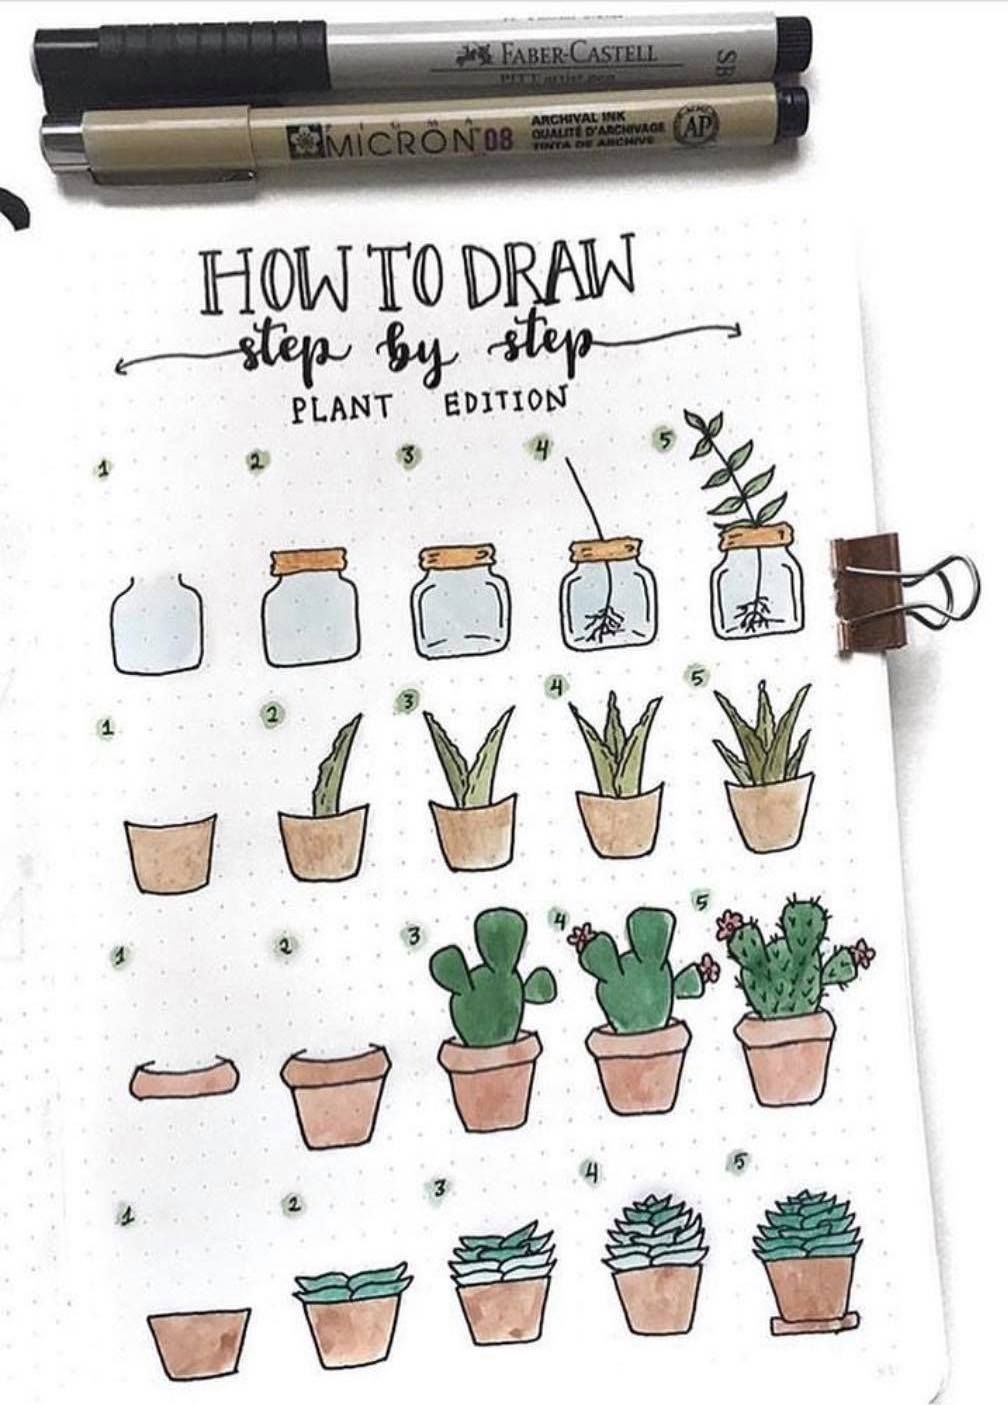 FABER-CASTELL
PITT artist pen
SB
PIGMA
MICRON 08
ARCHIVAL INK
QUALITÉ D'ARCHIVAGE
TINTA DE ARCHIVE
AP
HOW TO DRAW
step by step
PLANT EDITION
1 2 3 4 5
1 2 3 4 5
1 2 3 4 5
1 2 3 4 5